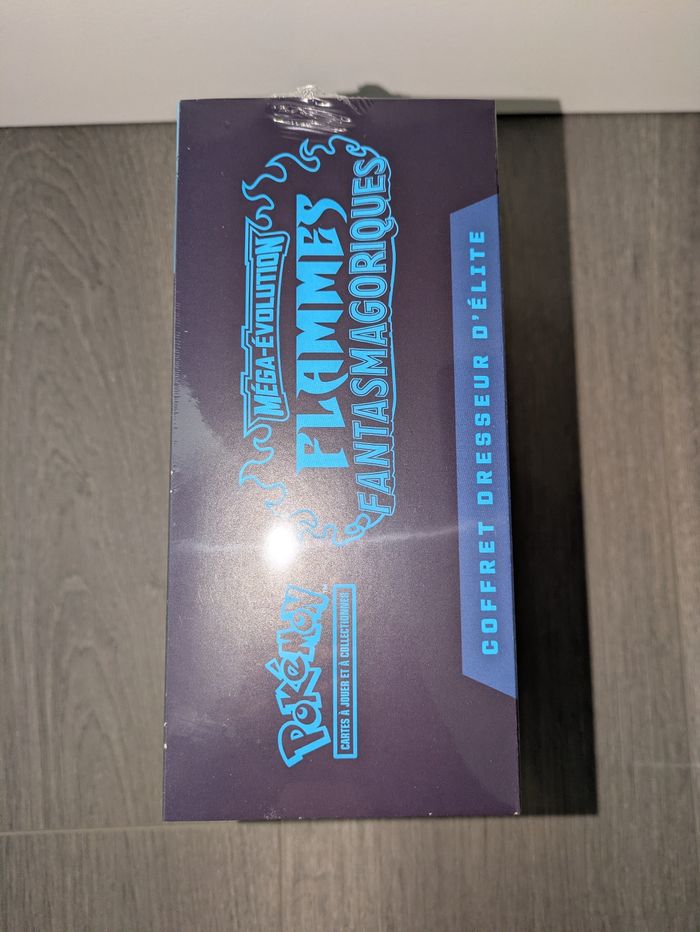 Pokémon
CARTES À JOUER ET À COLLECTIONNER
MÉGA-ÉVOLUTION
FLAMMES
FANTASMAGORIQUES
COFFRET DRESSEUR D'ÉLITE